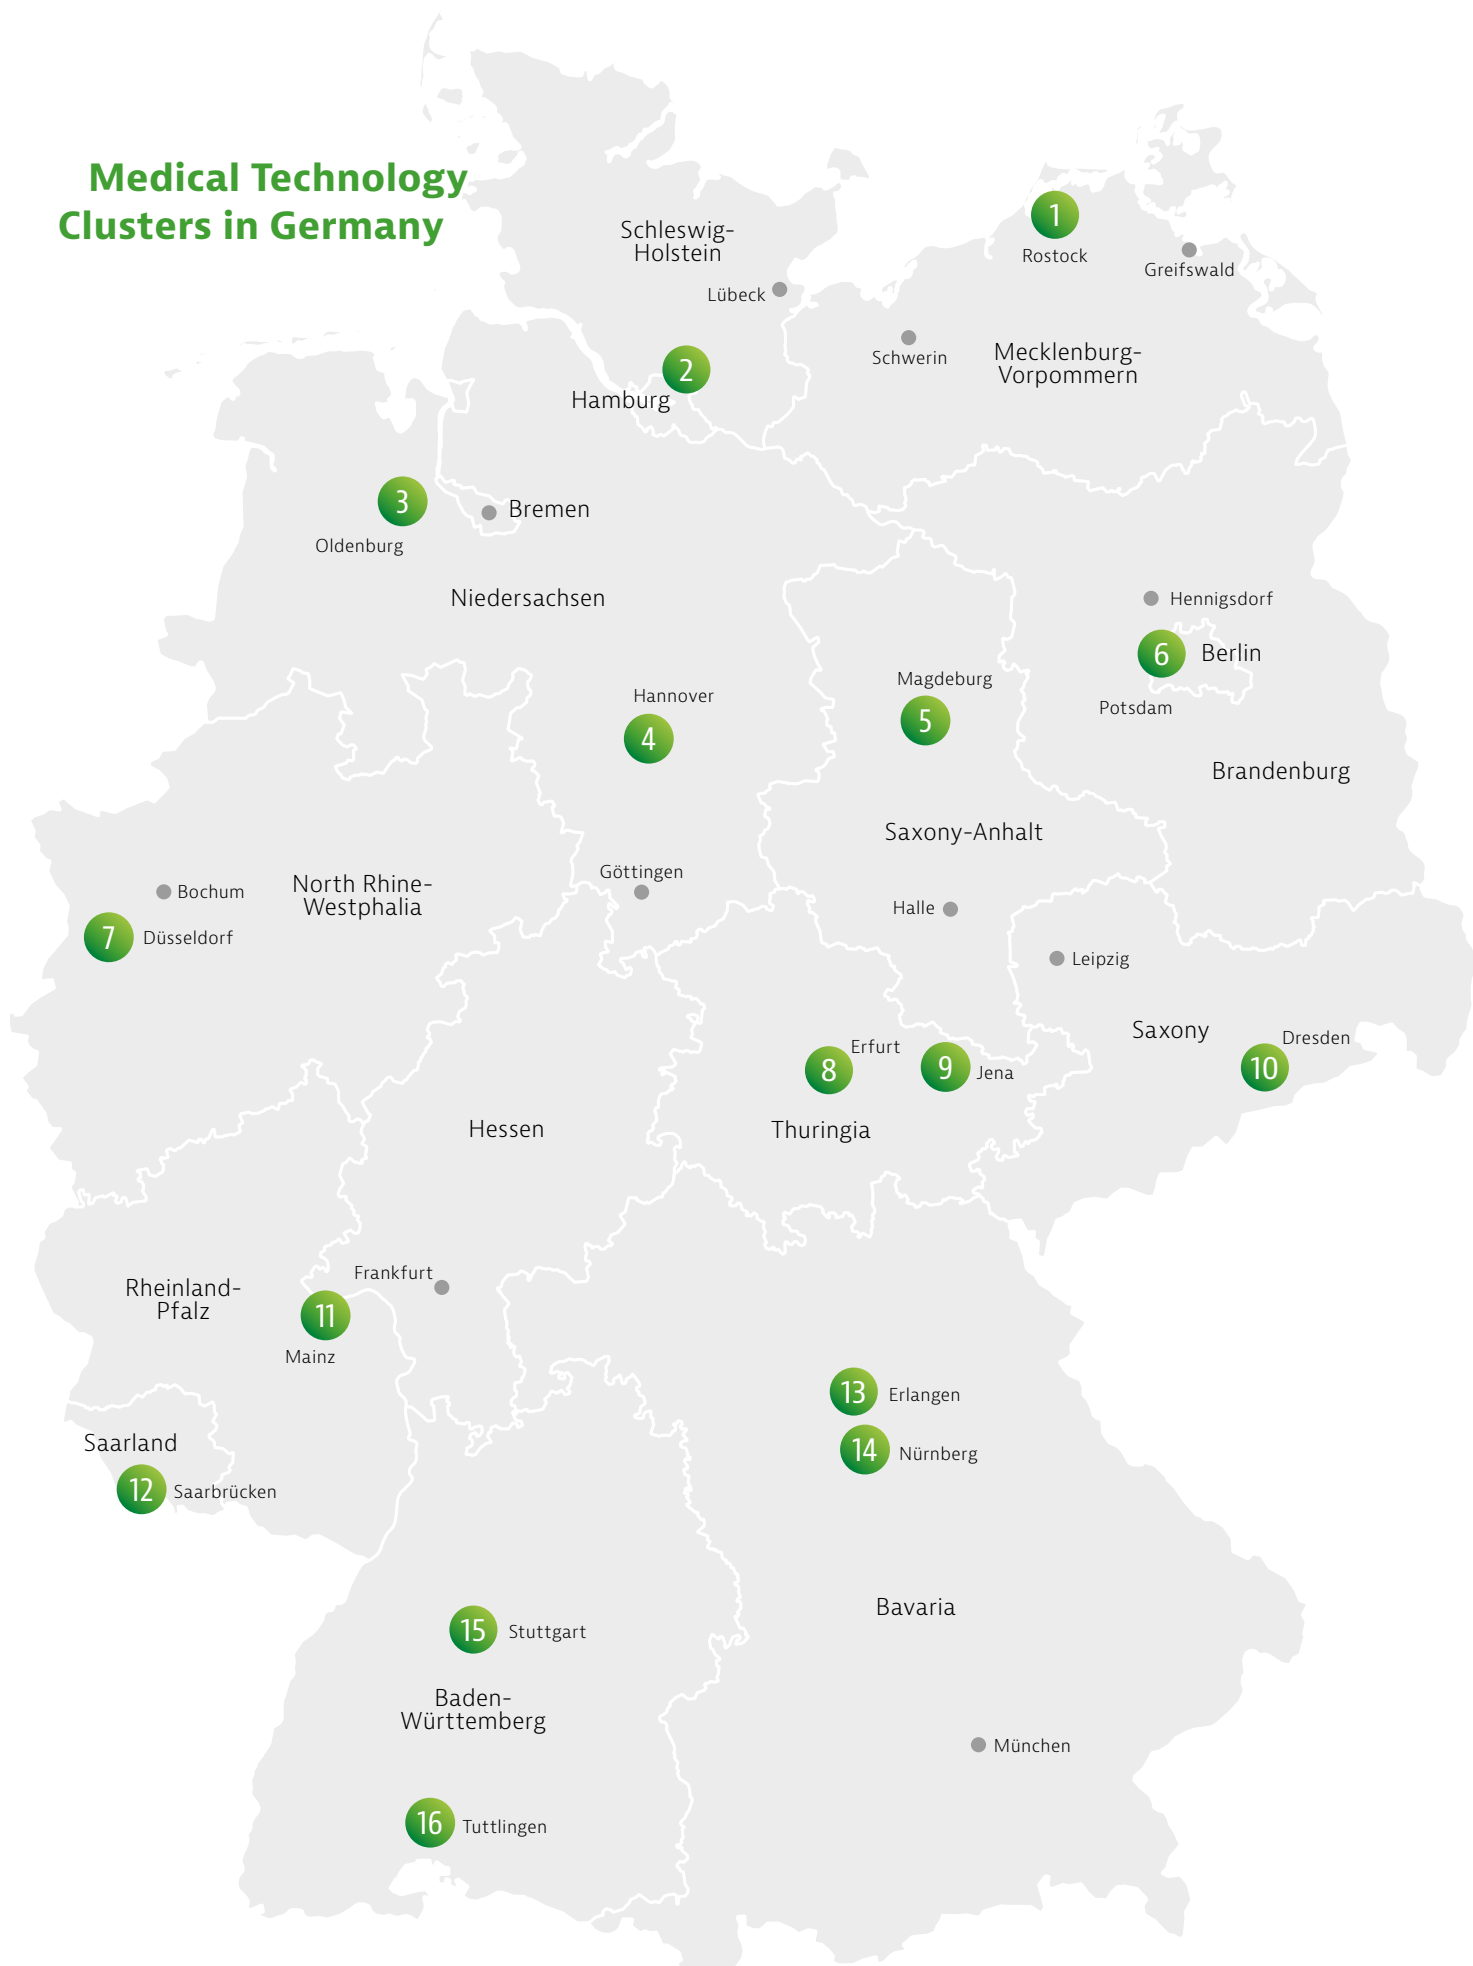 Medical Technology
Clusters in Germany
Schleswig-
Holstein
1
Rostock
Greifswald
Lübeck
Schwerin
Mecklenburg-
Vorpommern
2
Hamburg
3
Bremen
Oldenburg
Niedersachsen
Hennigsdorf
6
Berlin
Potsdam
Magdeburg
5
Hannover
4
Brandenburg
Saxony-Anhalt
Göttingen
North Rhine-
Westphalia
Bochum
7
Düsseldorf
Halle
Leipzig
Saxony
Dresden
10
Erfurt
8
9
Jena
Thuringia
Hessen
Frankfurt
Rheinland-
Pfalz
11
Mainz
13
Erlangen
14
Nürnberg
Saarland
12
Saarbrücken
Bavaria
15
Stuttgart
Baden-
Württemberg
München
16
Tuttlingen